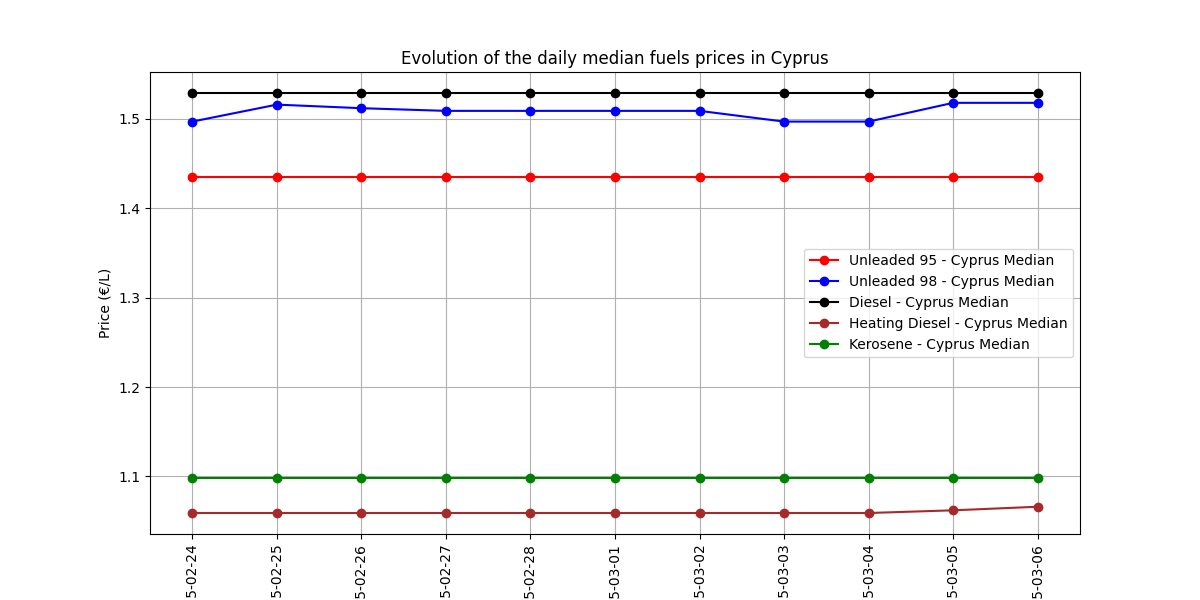 Evolution of the daily median fuels prices in Cyprus
Price (€/L)
1.5
1.4
1.3
1.2
1.1
Unleaded 95 - Cyprus Median
Unleaded 98 - Cyprus Median
Diesel - Cyprus Median
Heating Diesel - Cyprus Median
Kerosene - Cyprus Median
5-02-24
5-02-25
5-02-26
5-02-27
5-02-28
5-03-01
5-03-02
5-03-03
5-03-04
5-03-05
5-03-06